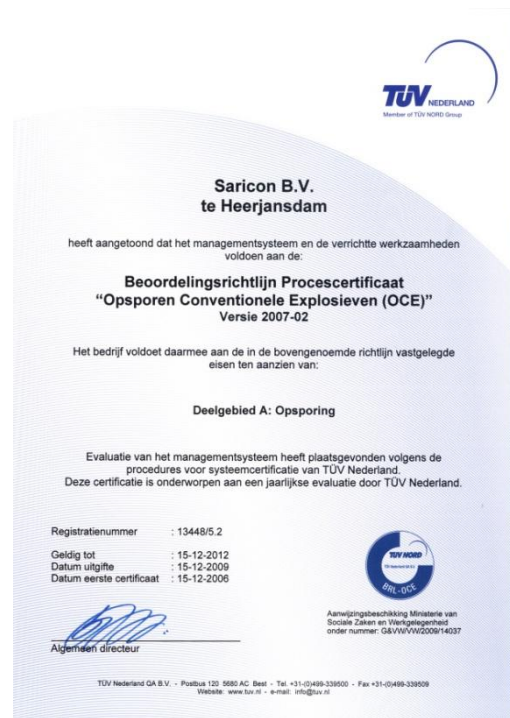 TÜV NEDERLAND
Member of TÜV NORD Group
Saricon B.V.
te Heerjansdam
heeft aangetoond dat het managementsysteem en de verrichtte werkzaamheden
voldoen aan de:
Beoordelingsrichtlijn Procescertificaat
“Opsporen Conventionele Explosieven (OCE)”
Versie 2007-02
Het bedrijf voldoet daarmee aan de in de bovengenoemde richtlijn vastgelegde
eisen ten aanzien van:
Deelgebied A: Opsporing
Evaluatie van het managementsysteem heeft plaatsgevonden volgens de
procedures voor systeemcertificatie van TÜV Nederland.
Deze certificatie is onderworpen aan een jaarlijkse evaluatie door TÜV Nederland.
Registratienummer : 13448/5.2
Geldig tot : 15-12-2012
Datum uitgifte : 15-12-2009
Datum eerste certificaat : 15-12-2006
TÜV NORD
BRL-OCE
Aanwijzingsbeschikking Ministerie van
Sociale Zaken en Werkgelegenheid
onder nummer: G&VW/VW/2009/14037
Algemeen directeur
TÜV Nederland QA B.V. - Postbus 120 5680 AC Best - Tel. +31-(0)499-339500 - Fax +31-(0)499-339509
Website: www.tuv.nl - e-mail: info@tuv.nl